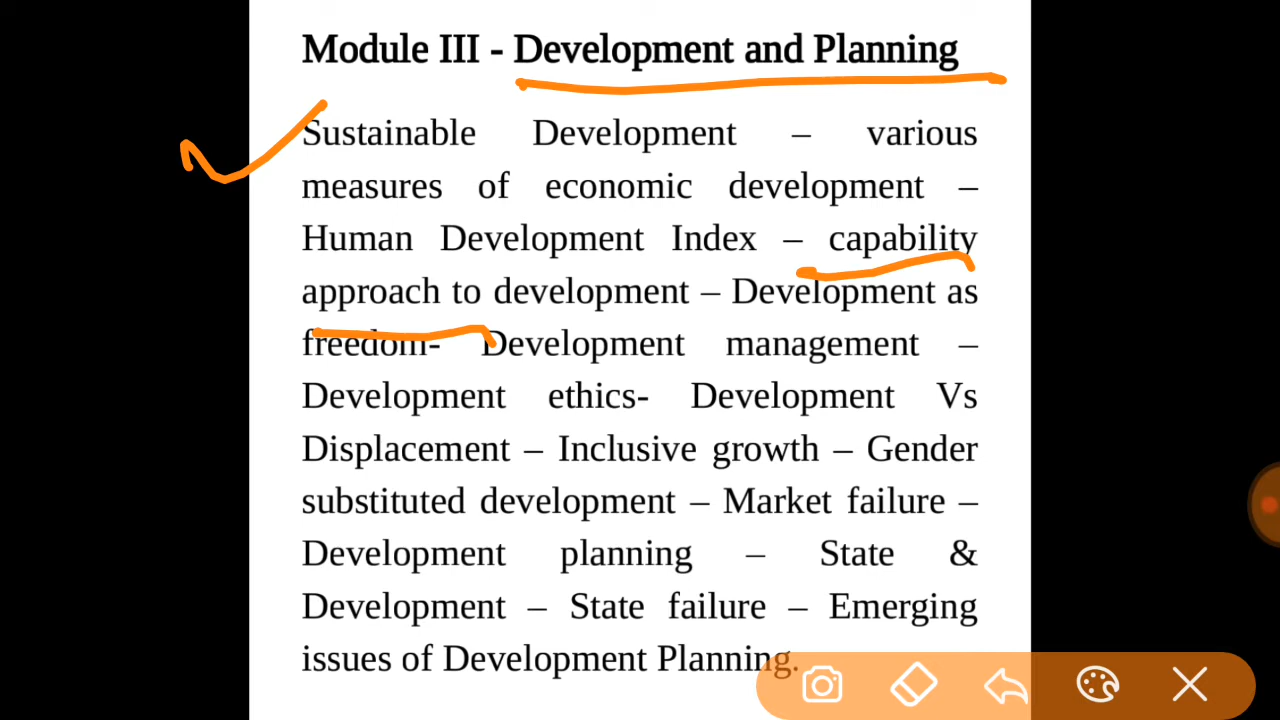 Module III - Development and Planning
Sustainable Development – various
measures of economic development –
Human Development Index – capability
approach to development – Development as
freedom- Development management –
Development ethics- Development Vs
Displacement – Inclusive growth – Gender
substituted development – Market failure –
Development planning – State &
Development – State failure – Emerging
issues of Development Planning.